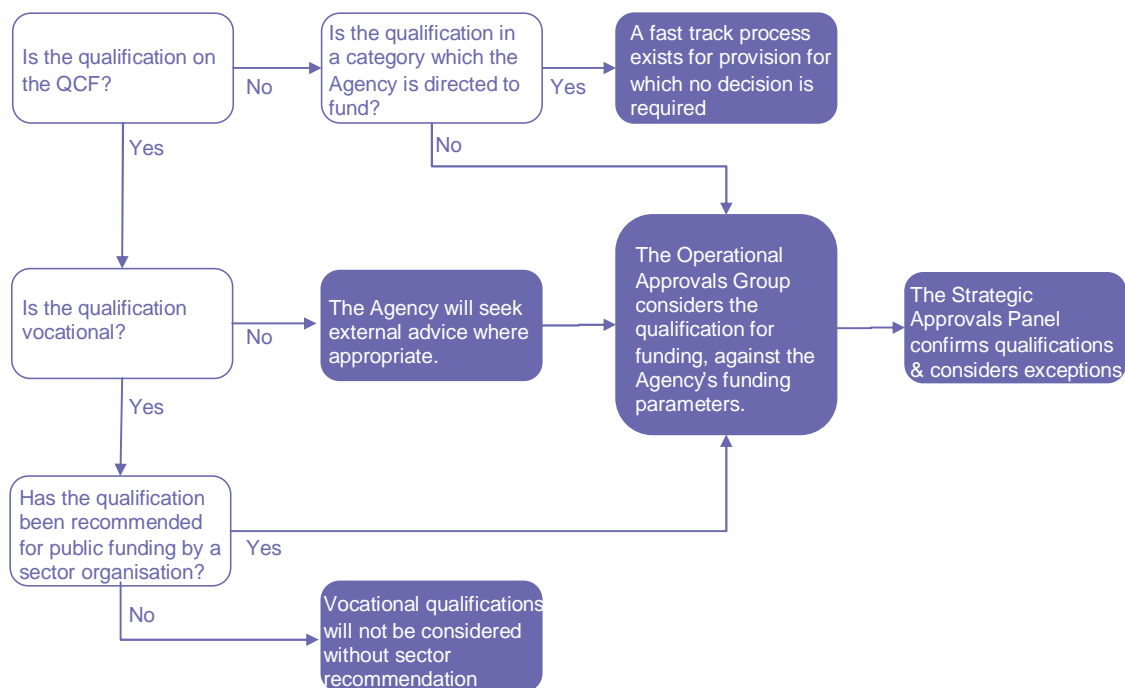 Is the qualification on
the QCF?
No
Is the qualification in
a category which the
Agency is directed to
fund?
Yes
A fast track process
exists for provision for
which no decision is
required
Yes
No
Is the qualification
vocational?
No
The Agency will seek
external advice where
appropriate.
The Operational
Approvals Group
considers the
qualification for
funding, against the
Agency's funding
parameters.
The Strategic
Approvals Panel
confirms qualifications
& considers exceptions
Yes
Has the qualification
been recommended
for public funding by a
sector organisation?
Yes
No
Vocational qualifications
will not be considered
without sector
recommendation